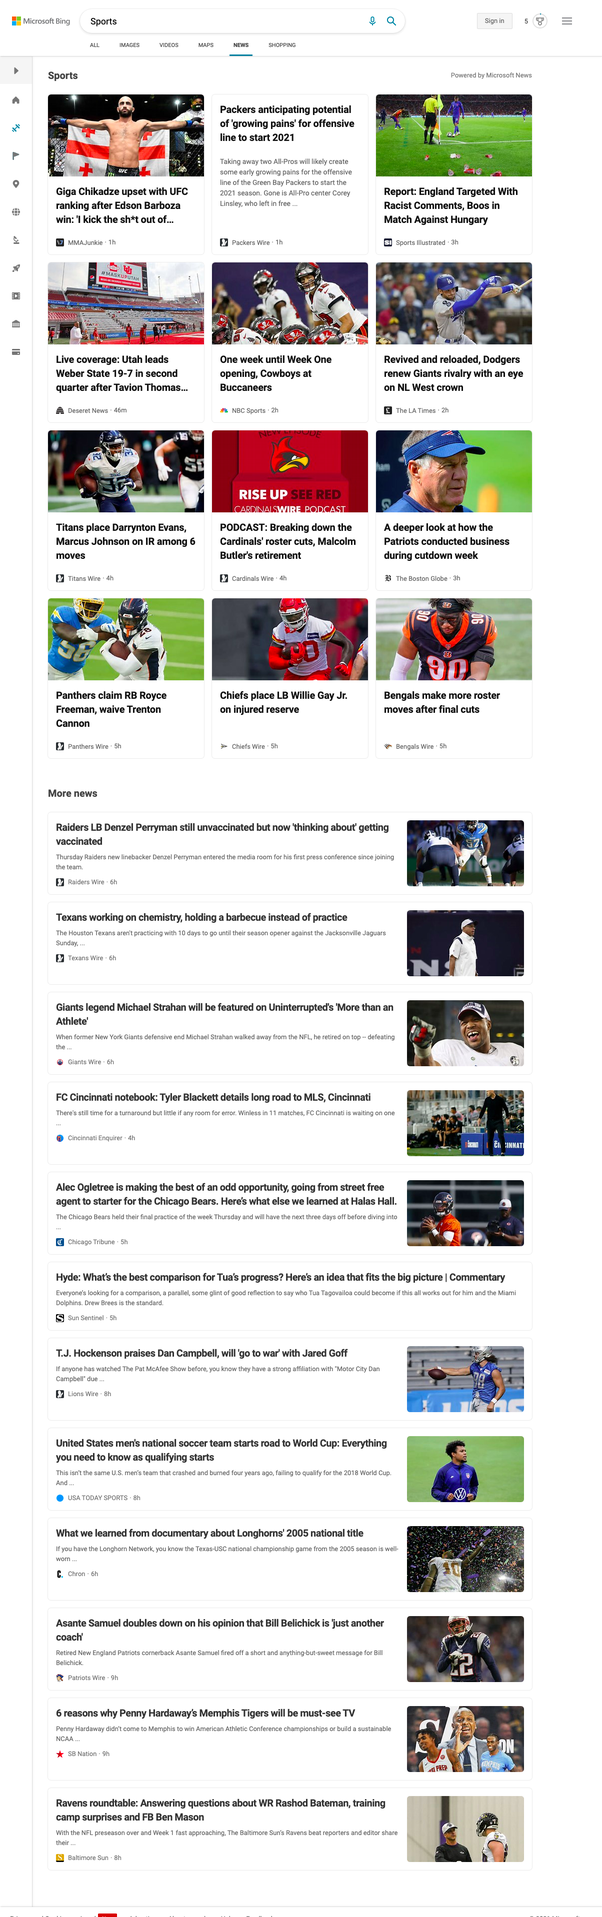 Microsoft Bing
Sports
Sign in
5
ALL IMAGES VIDEOS MAPS NEWS SHOPPING
Sports
Powered by Microsoft News
Giga Chikadze upset with UFC
ranking after Edson Barboza
win: 'I kick the sh*t out of...
MMAJunkie · 1h
Packers anticipating potential
of 'growing pains' for offensive
line to start 2021
Taking away two All-Pros will likely create
some early growing pains for the offensive
line of the Green Bay Packers to start the
2021 season. Gone is All-Pro center Corey
Linsley, who left in free ...
Packers Wire · 1h
Report: England Targeted With
Racist Comments, Boos in
Match Against Hungary
Sports Illustrated · 3h
#MASKUPUTAH
Live coverage: Utah leads
Weber State 19-7 in second
quarter after Tavion Thomas...
Deseret News · 46m
One week until Week One
opening, Cowboys at
Buccaneers
NBC Sports · 2h
Revived and reloaded, Dodgers
renew Giants rivalry with an eye
on NL West crown
The LA Times · 2h
Titans place Darrynton Evans,
Marcus Johnson on IR among 6
moves
Titans Wire · 4h
RISE UP SEE RED
CARDINALSWIRE PODCAST
PODCAST: Breaking down the
Cardinals' roster cuts, Malcolm
Butler's retirement
Cardinals Wire · 4h
A deeper look at how the
Patriots conducted business
during cutdown week
The Boston Globe · 3h
Panthers claim RB Royce
Freeman, waive Trenton
Cannon
Panthers Wire · 5h
Chiefs place LB Willie Gay Jr.
on injured reserve
Chiefs Wire · 5h
90
Bengals make more roster
moves after final cuts
Bengals Wire · 5h
More news
Raiders LB Denzel Perryman still unvaccinated but now 'thinking about' getting
vaccinated
Thursday Raiders new linebacker Denzel Perryman entered the media room for his first press conference since joining
the team.
Raiders Wire · 6h
Texans working on chemistry, holding a barbecue instead of practice
The Houston Texans aren't practicing with 10 days to go until their season opener against the Jacksonville Jaguars
Sunday, ...
Texans Wire · 6h
Giants legend Michael Strahan will be featured on Uninterrupted's 'More than an
Athlete'
When former New York Giants defensive end Michael Strahan walked away from the NFL, he retired on top – defeating
the ...
Giants Wire · 6h
FC Cincinnati notebook: Tyler Blackett details long road to MLS, Cincinnati
There's still time for a turnaround but little if any room for error. Winless in 11 matches, FC Cincinnati is waiting on one
...
Cincinnati Enquirer · 4h
Alec Ogletree is making the best of an odd opportunity, going from street free
agent to starter for the Chicago Bears. Here's what else we learned at Halas Hall.
The Chicago Bears held their final practice of the week Thursday and will have the next three days off before diving into
...
Chicago Tribune · 5h
Hyde: What's the best comparison for Tua's progress? Here's an idea that fits the big picture | Commentary
Everyone's looking for a comparison, a parallel, some glint of good reflection to say who Tua Tagovailoa could become if this all works out for him and the Miami
Dolphins. Drew Brees is the standard.
Sun Sentinel · 5h
T.J. Hockenson praises Dan Campbell, will 'go to war' with Jared Goff
If anyone has watched The Pat McAfee Show before, you know they have a strong affiliation with "Motor City Dan
Campbell" due ...
Lions Wire · 8h
United States men's national soccer team starts road to World Cup: Everything
you need to know as qualifying starts
This isn't the same U.S. men's team that crashed and burned four years ago, failing to qualify for the 2018 World Cup.
And ...
USA TODAY SPORTS · 8h
What we learned from documentary about Longhorns' 2005 national title
If you have the Longhorn Network, you know the Texas-USC national championship game from the 2005 season is well-
worn ...
Chron · 6h
Asante Samuel doubles down on his opinion that Bill Belichick is 'just another
coach'
Retired New England Patriots cornerback Asante Samuel fired off a short and anything-but-sweet message for Bill
Belichick.
Patriots Wire · 9h
22
6 reasons why Penny Hardaway's Memphis Tigers will be must-see TV
Penny Hardaway didn't come to Memphis to win American Athletic Conference championships or build a sustainable
NCAA ...
SB Nation · 9h
Ravens roundtable: Answering questions about WR Rashod Bateman, training
camp surprises and FB Ben Mason
With the NFL preseason over and Week 1 fast approaching, The Baltimore Sun's Ravens beat reporters and editor share
their ...
Baltimore Sun · 8h